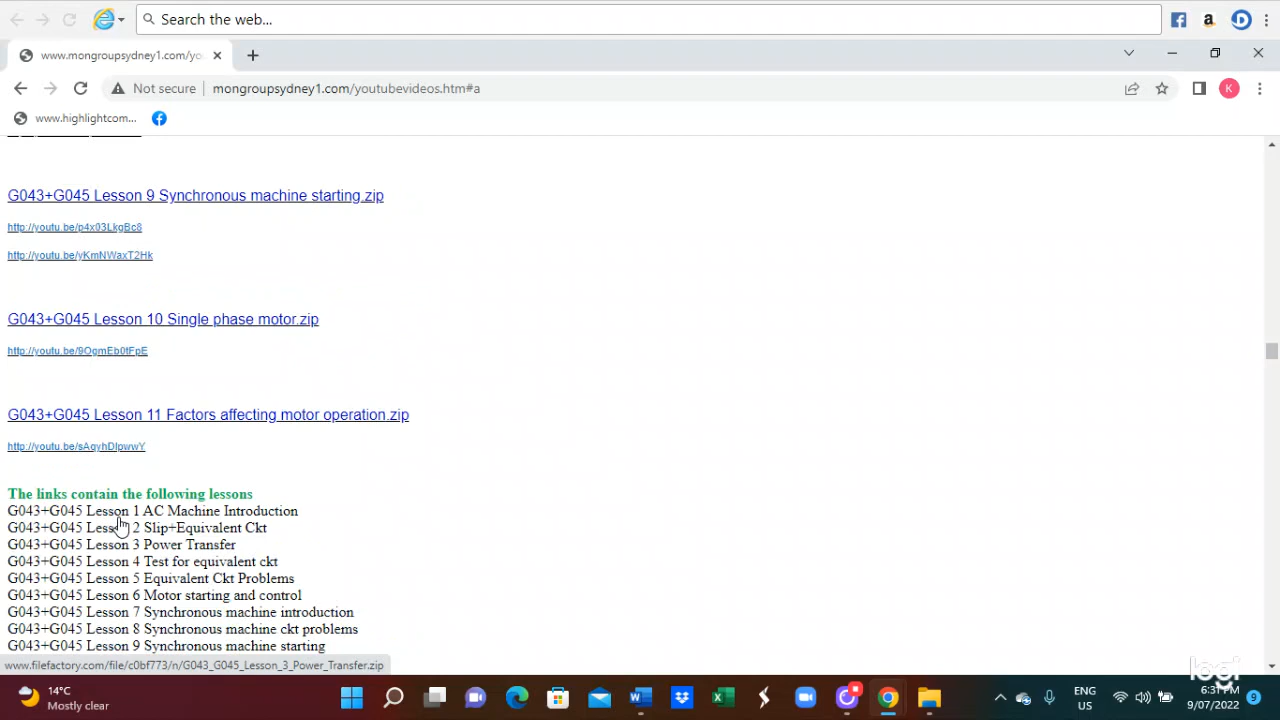 Search the web...
www.mongroupsydney1.com/yo
Not secure
mongroupsydney1.com/youtubevideos.htm#a
K
www.highlightcom...
G043+G045 Lesson 9 Synchronous machine starting.zip
http://youtu.be/p4x03LkgBc8
http://youtu.be/yKmNWaxT2Hk
G043+G045 Lesson 10 Single phase motor.zip
http://youtu.be/9OgmEb0tFpE
G043+G045 Lesson 11 Factors affecting motor operation.zip
http://youtu.be/sAqyhDIpwwY
The links contain the following lessons
G043+G045 Lesson 1 AC Machine Introduction
G043+G045 Lesson 2 Slip+Equivalent Ckt
G043+G045 Lesson 3 Power Transfer
G043+G045 Lesson 4 Test for equivalent ckt
G043+G045 Lesson 5 Equivalent Ckt Problems
G043+G045 Lesson 6 Motor starting and control
G043+G045 Lesson 7 Synchronous machine introduction
G043+G045 Lesson 8 Synchronous machine ckt problems
G043+G045 Lesson 9 Synchronous machine starting
www.filefactory.com/file/c0bf773/n/G043_G045_Lesson_3_Power_Transfer.zip
logi
14°C
Mostly clear
ENG
US
6:31 PM
9/07/2022
9